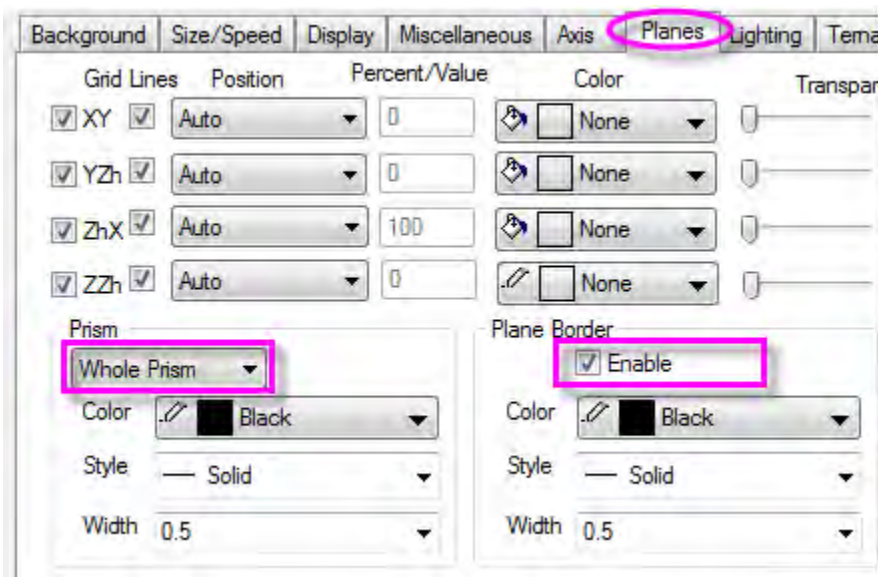 Background Size/Speed Display Miscellaneous Axis Planes Lighting Terna
Grid Lines Position Percent/Value Color Transpar
XY Auto 0 None
YZh Auto 0 None
ZhX Auto 100 None
ZZh Auto 0 None
Prism Plane Border
Whole Prism Enable
Color Black Color Black
Style Solid Style Solid
Width 0.5 Width 0.5